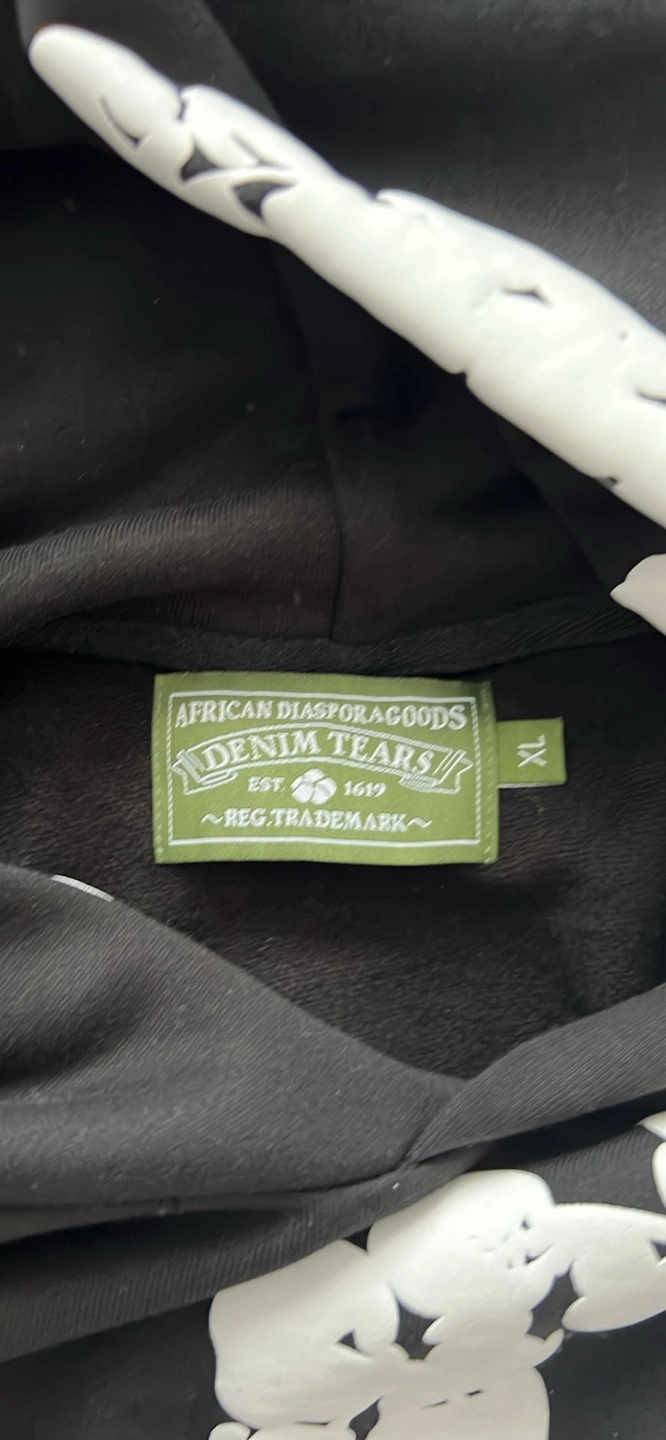 AFRICAN DIASPORA GOODS
DENIM TEARS
EST. 1619
~REG.TRADEMARK~
XL